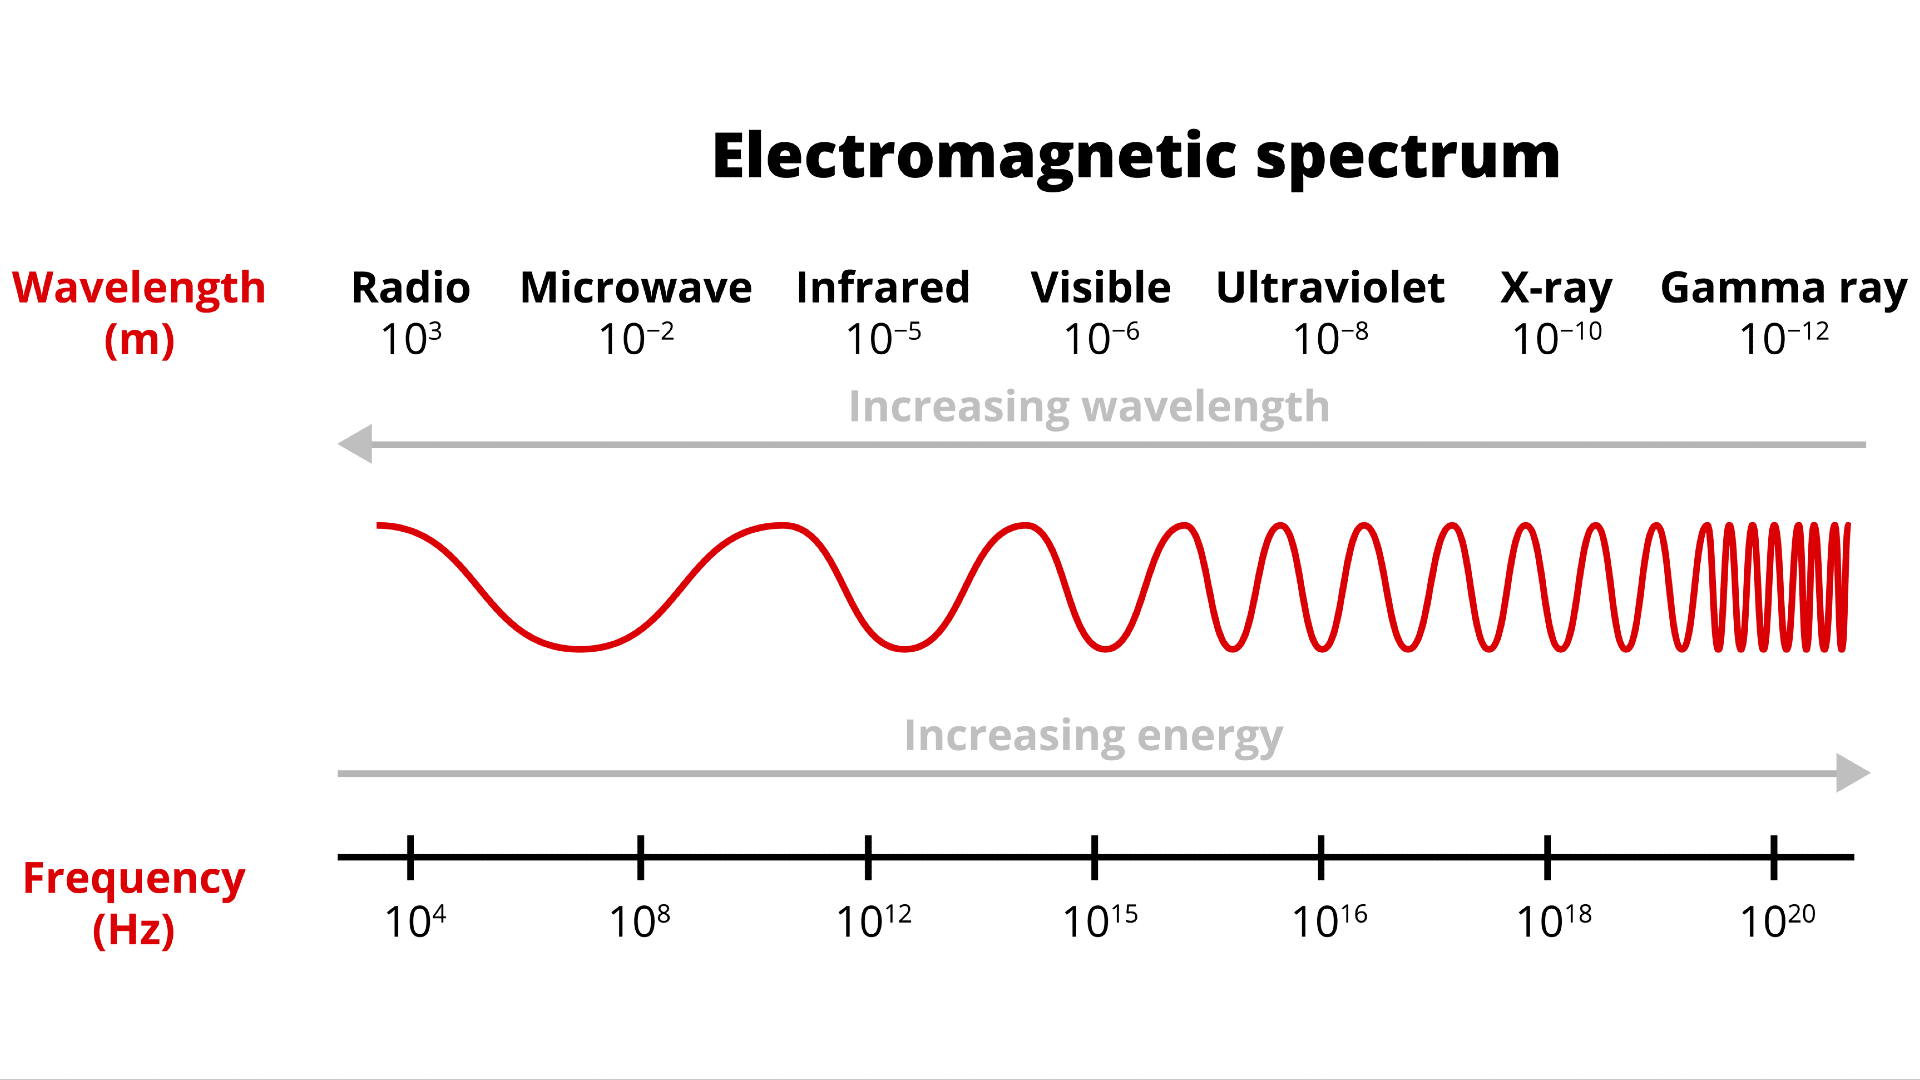 Electromagnetic spectrum
Wavelength
(m)
Radio Microwave Infrared Visible Ultraviolet X-ray Gamma ray
10³ 10⁻² 10⁻⁵ 10⁻⁶ 10⁻⁸ 10⁻¹⁰ 10⁻¹²
Increasing wavelength
Increasing energy
Frequency
(Hz)
10⁴ 10⁸ 10¹² 10¹⁵ 10¹⁶ 10¹⁸ 10²⁰